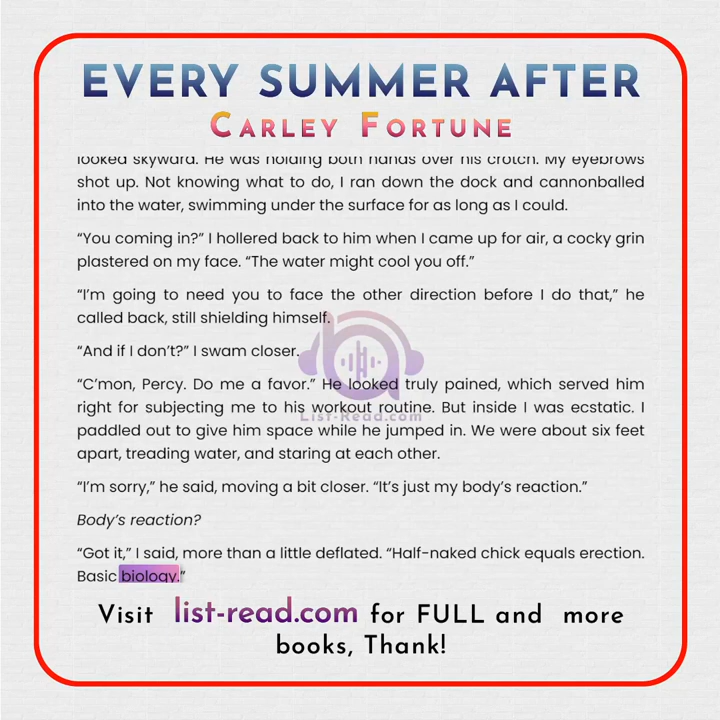 EVERY SUMMER AFTER
CARLEY FORTUNE
looked skyward. He was holding both hands over his crotch. My eyebrows
shot up. Not knowing what to do, I ran down the dock and cannonballed
into the water, swimming under the surface for as long as I could.
“You coming in?” I hollered back to him when I came up for air, a cocky grin
plastered on my face. “The water might cool you off.”
“I’m going to need you to face the other direction before I do that,” he
called back, still shielding himself.
“And if I don’t?” I swam closer.
“C’mon, Percy. Do me a favor.” He looked truly pained, which served him
right for subjecting me to his workout routine. But inside I was ecstatic. I
List-Read.com
paddled out to give him space while he jumped in. We were about six feet
apart, treading water, and staring at each other.
“I’m sorry,” he said, moving a bit closer. “It’s just my body’s reaction.”
Body’s reaction?
“Got it,” I said, more than a little deflated. “Half-naked chick equals erection.
Basic biology.”
Visit list-read.com for FULL and more
books, Thank!